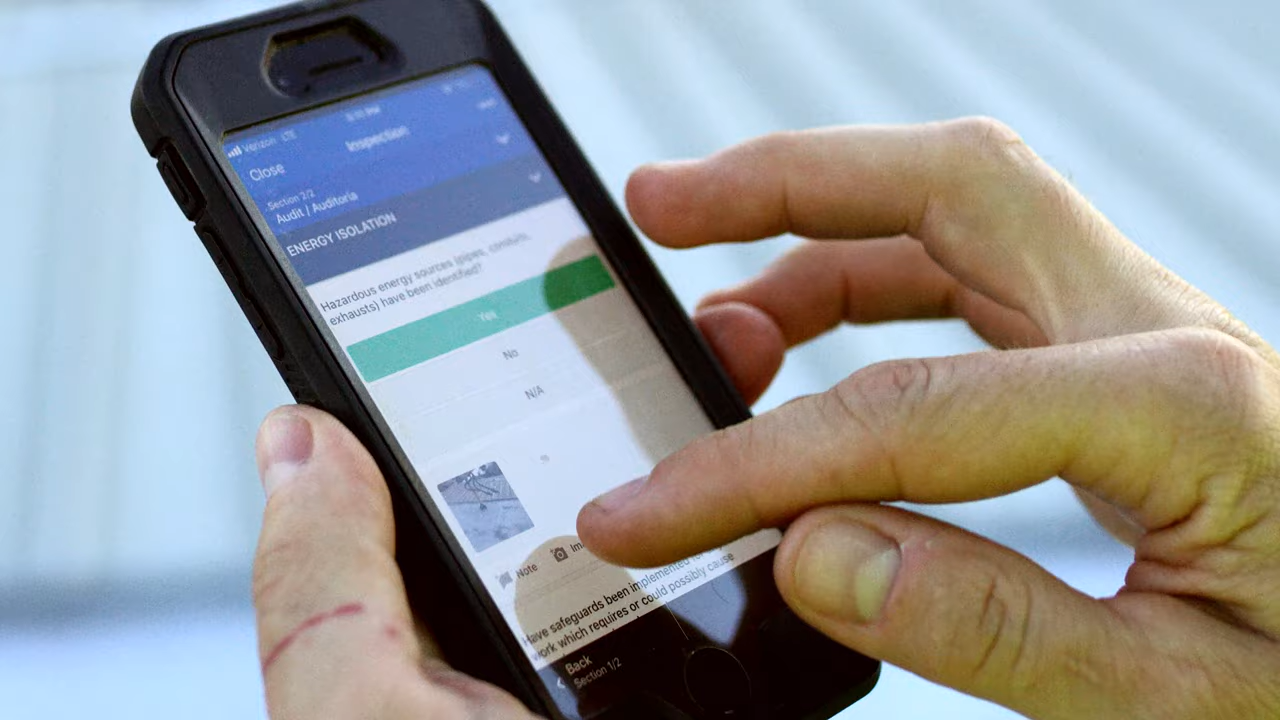 Verizon LTE
Close
Inspection
Section 2/2
Audit / Auditoria
ENERGY ISOLATION
Hazardous energy sources (pipes, conduits,
exhausts) have been identified?
Yes
No
N/A
Note
Have safeguards been implemented
work which requires or could possibly cause
Back
Section 1/2